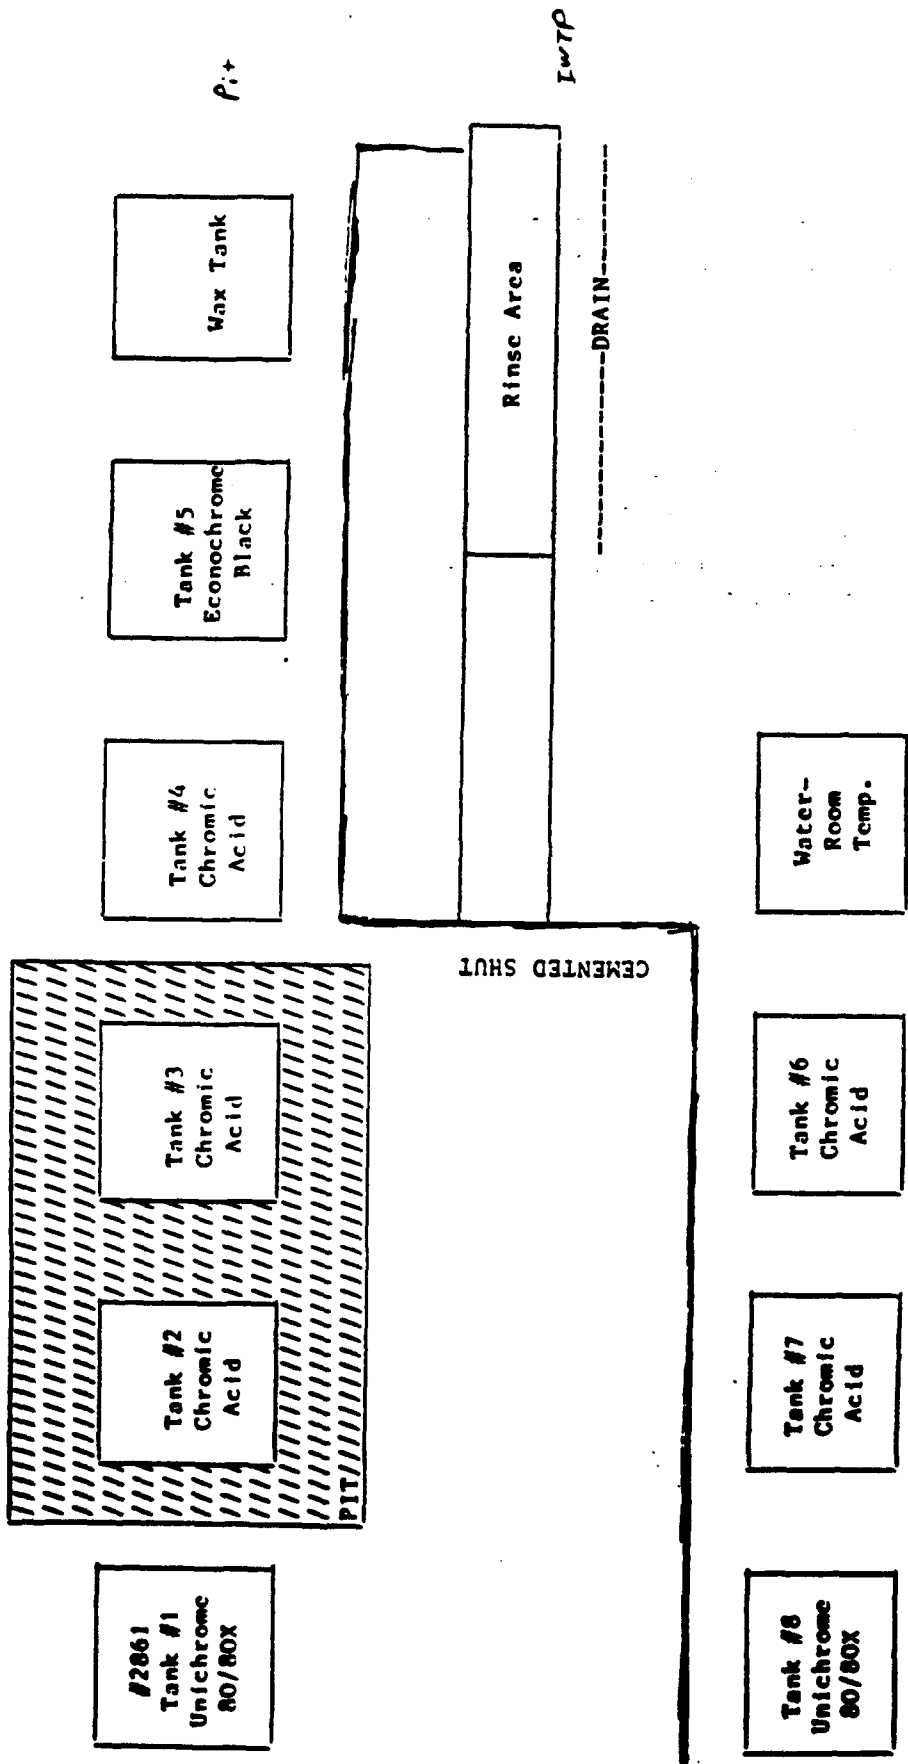 #2861
Tank #1
Unichrome
80/80X
Tank #2
Chromic
Acid
Tank #3
Chromic
Acid
Tank #4
Chromic
Acid
Tank #5
Econochrome
Black
Wax Tank
Pit
PIT
CEMENTED SHUT
Rinse Area
IWTP
DRAIN
Tank #8
Unichrome
80/80X
Tank #7
Chromic
Acid
Tank #6
Chromic
Acid
Water-
Room
Temp.